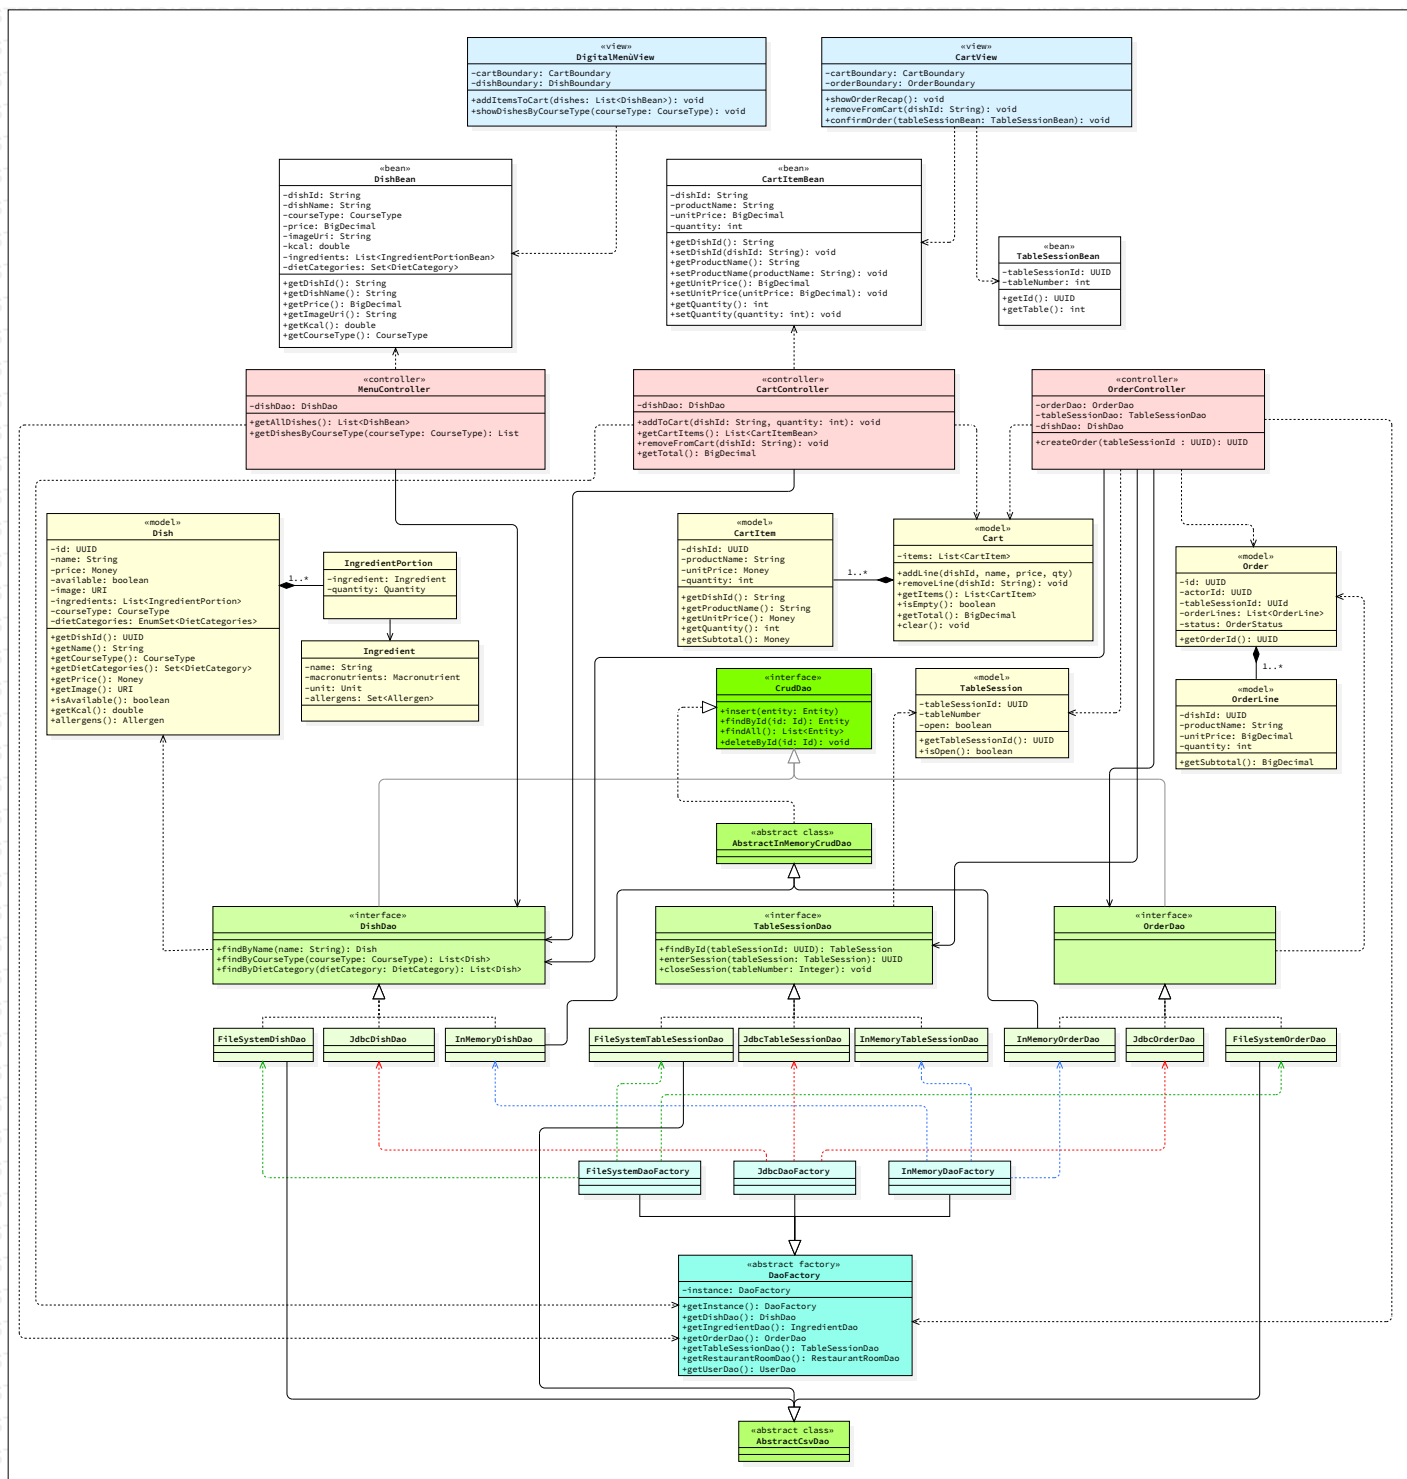 «view»
DigitalMenùView
-cartBoundary: CartBoundary
-dishBoundary: DishBoundary
+addItemsToCart(dishes: List<DishBean>): void
+showDishesByCourseType(courseType: CourseType): void
«view»
CartView
-cartBoundary: CartBoundary
-orderBoundary: OrderBoundary
+showOrderRecap(): void
+removeFromCart(dishId: String): void
+confirmOrder(tableSessionBean: TableSessionBean): void
«bean»
DishBean
-dishId: String
-dishName: String
-courseType: CourseType
-price: BigDecimal
-imageUri: String
-kcal: double
-ingredients: List<IngredientPortionBean>
-dietCategories: Set<DietCategory>
+getDishId(): String
+getDishName(): String
+getPrice(): BigDecimal
+getImageUri(): String
+getKcal(): double
+getCourseType(): CourseType
«bean»
CartItemBean
-dishId: String
-productName: String
-unitPrice: BigDecimal
-quantity: int
+getDishId(): String
+setDishId(dishId: String): void
+getProductName(): String
+setProductName(productName: String): void
+getUnitPrice(): BigDecimal
+setUnitPrice(unitPrice: BigDecimal): void
+getQuantity(): int
+setQuantity(quantity: int): void
«bean»
TableSessionBean
-tableSessionId: UUID
-tableNumber: int
+getId(): UUID
+getTable(): int
«controller»
MenuController
-dishDao: DishDao
+getAllDishes(): List<DishBean>
+getDishesByCourseType(courseType: CourseType): List
«controller»
CartController
-dishDao: DishDao
+addToCart(dishId: String, quantity: int): void
+getCartItems(): List<CartItemBean>
+removeFromCart(dishId: String): void
+getTotal(): BigDecimal
«controller»
OrderController
-orderDao: OrderDao
-tableSessionDao: TableSessionDao
-dishDao: DishDao
+createOrder(tableSessionId : UUID): UUID
«model»
Dish
-id: UUID
-name: String
-price: Money
-available: boolean
-image: URI
-ingredients: List<IngredientPortion>
-courseType: CourseType
-dietCategories: EnumSet<DietCategories>
+getDishId(): UUID
+getName(): String
+getCourseType(): CourseType
+getDietCategories(): Set<DietCategory>
+getPrice(): Money
+getImage(): URI
+isAvailable(): boolean
+getKcal(): double
+allergens(): Allergen
1..*
IngredientPortion
-ingredient: Ingredient
-quantity: Quantity
Ingredient
-name: String
-macronutrients: Macronutrient
-unit: Unit
-allergens: Set<Allergen>
«model»
CartItem
-dishId: UUID
-productName: String
-unitPrice: Money
-quantity: int
+getDishId(): String
+getProductName(): String
+getUnitPrice(): Money
+getQuantity(): int
+getSubtotal(): Money
1..*
«model»
Cart
-items: List<CartItem>
+addLine(dishId, name, price, qty)
+removeLine(dishId: String): void
+getItems(): List<CartItem>
+isEmpty(): boolean
+getTotal(): BigDecimal
+clear(): void
«model»
Order
-id: UUID
-actorId: UUID
-tableSessionId: UUId
-orderLines: List<OrderLine>
-status: OrderStatus
+getOrderId(): UUID
1..*
«model»
OrderLine
-dishId: UUID
-productName: String
-unitPrice: BigDecimal
-quantity: int
+getSubtotal(): BigDecimal
«interface»
CrudDao
+insert(entity: Entity)
+findById(id: Id): Entity
+findAll(): List<Entity>
+deleteById(id: Id): void
«model»
TableSession
-tableSessionId: UUID
-tableNumber
-open: boolean
+getTableSessionId(): UUID
+isOpen(): boolean
«abstract class»
AbstractInMemoryCrudDao
«interface»
DishDao
+findByName(name: String): Dish
+findByCourseType(courseType: CourseType): List<Dish>
+findByDietCategory(dietCategory: DietCategory): List<Dish>
«interface»
TableSessionDao
+findById(tableSessionId: UUID): TableSession
+enterSession(tableSession: TableSession): UUID
+closeSession(tableNumber: Integer): void
«interface»
OrderDao
FileSystemDishDao
JdbcDishDao
InMemoryDishDao
FileSystemTableSessionDao
JdbcTableSessionDao
InMemoryTableSessionDao
InMemoryOrderDao
JdbcOrderDao
FileSystemOrderDao
FileSystemDaoFactory
JdbcDaoFactory
InMemoryDaoFactory
«abstract factory»
DaoFactory
-instance: DaoFactory
+getInstance(): DaoFactory
+getDishDao(): DishDao
+getIngredientDao(): IngredientDao
+getOrderDao(): OrderDao
+getTableSessionDao(): TableSessionDao
+getRestaurantRoomDao(): RestaurantRoomDao
+getUserDao(): UserDao
«abstract class»
AbstractCsvDao